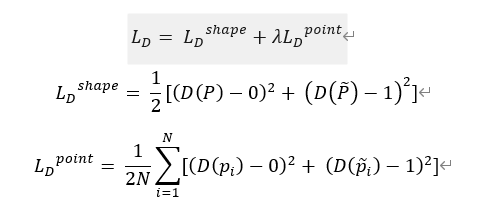 L_D = L_D^shape + λL_D^point↵
L_D^shape = 1/2 [(D(P) − 0)² + (D(P̃) − 1)²]↵
L_D^point = 1/2N ∑_{i=1}^{N} [(D(p_i) − 0)² + (D(p̃_i) − 1)²]↵